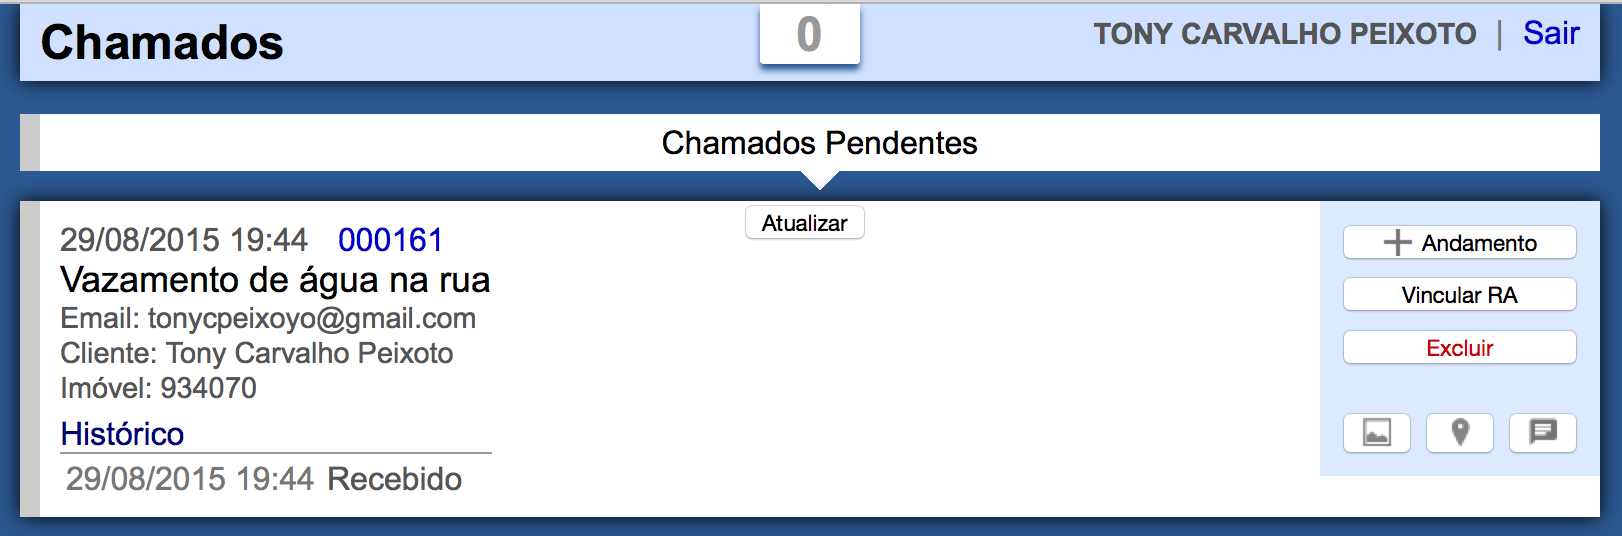 Chamados
0
TONY CARVALHO PEIXOTO | Sair
Chamados Pendentes
Atualizar
29/08/2015 19:44 000161
Vazamento de água na rua
Email: tonycpeixoyo@gmail.com
Cliente: Tony Carvalho Peixoto
Imóvel: 934070
Histórico
29/08/2015 19:44 Recebido
Andamento
Vincular RA
Excluir